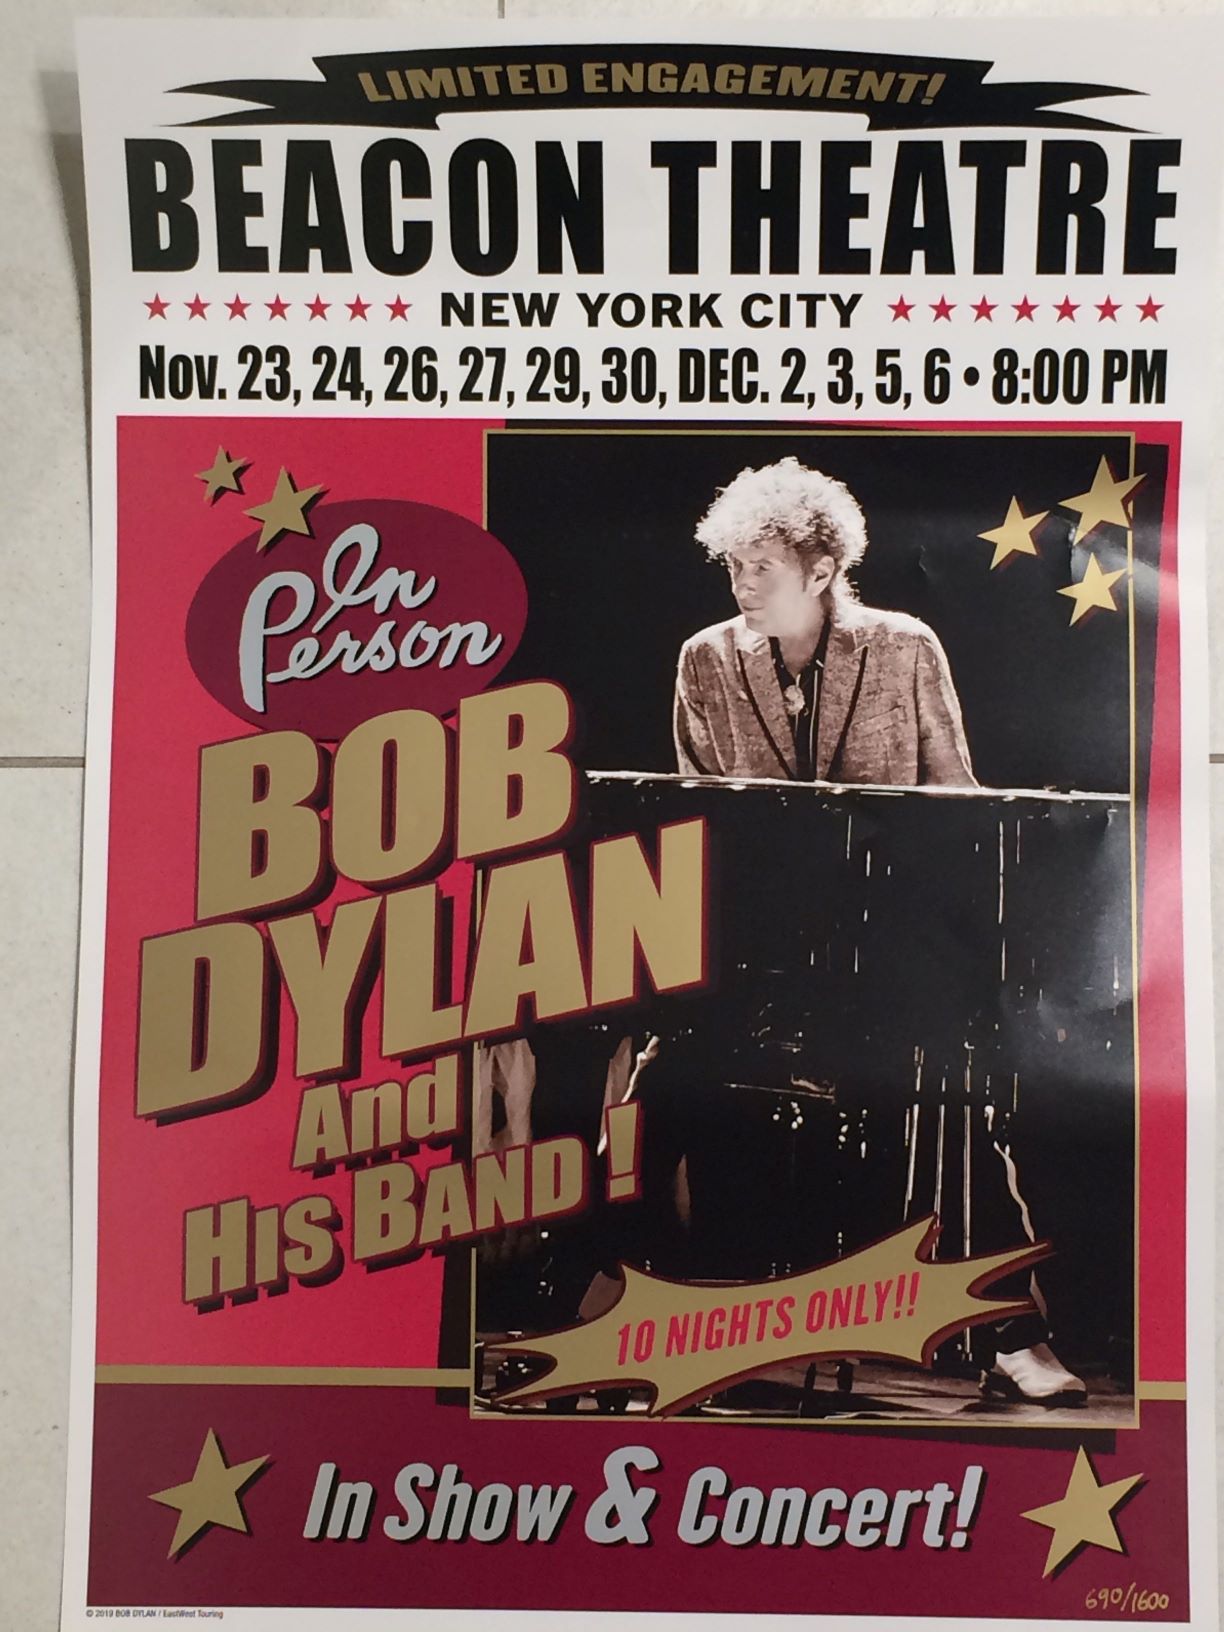 LIMITED ENGAGEMENT!
BEACON THEATRE
NEW YORK CITY
Nov. 23, 24, 26, 27, 29, 30, DEC. 2, 3, 5, 6 • 8:00 PM
In
Person
BOB
DYLAN
And
HIS BAND!
10 NIGHTS ONLY!!
In Show & Concert!
690/1600
© 2019 BOB DYLAN / EastWest Touring